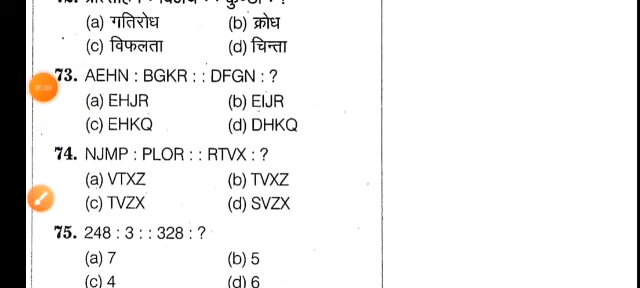 (a) गतिरोध (b) क्रोध
(c) विफलता (d) चिन्ता
73. AEHN : BGKR : : DFGN : ?
(a) EHJR (b) EIJR
(c) EHKQ (d) DHKQ
74. NJMP : PLOR : : RTVX : ?
(a) VTXZ (b) TVXZ
(c) TVZX (d) SVZX
75. 248 : 3 : : 328 : ?
(a) 7 (b) 5
(c) 4 (d) 6